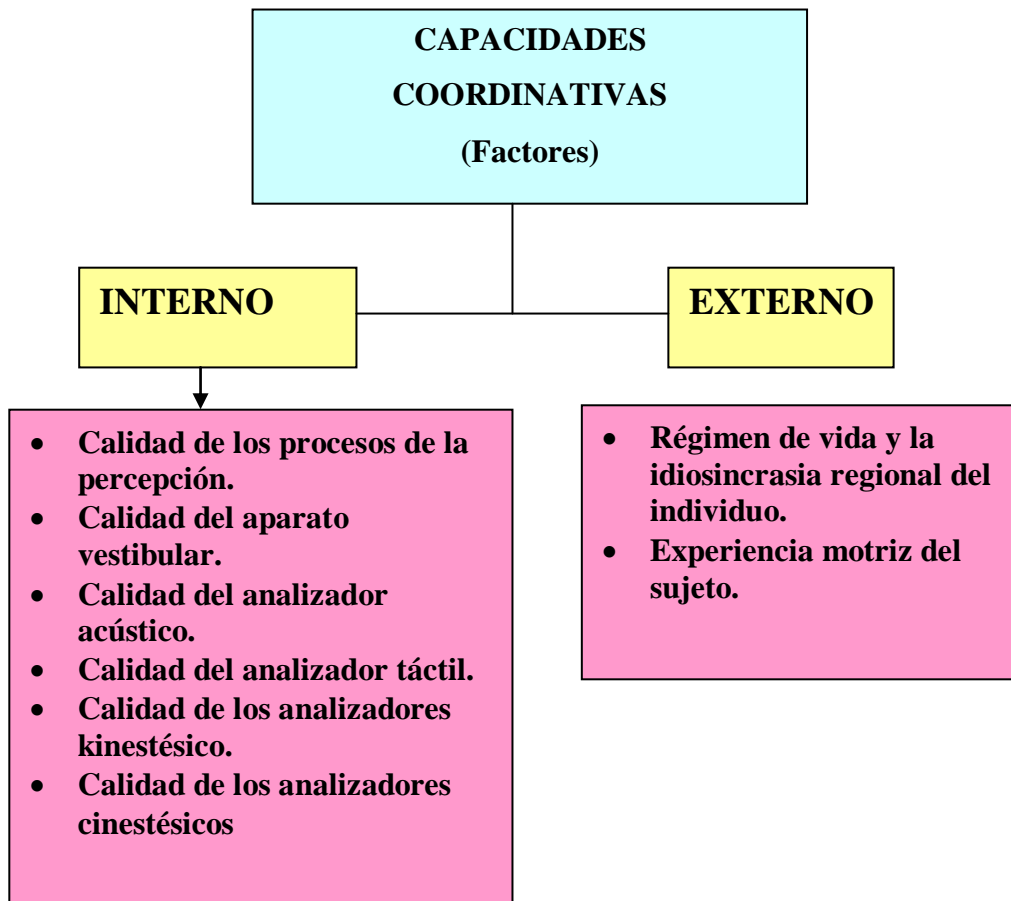 CAPACIDADES
COORDINATIVAS
(Factores)
INTERNO
EXTERNO
• Calidad de los procesos de la
percepción.
• Calidad del aparato
vestibular.
• Calidad del analizador
acústico.
• Calidad del analizador táctil.
• Calidad de los analizadores
kinestésico.
• Calidad de los analizadores
cinestésicos
• Régimen de vida y la
idiosincrasia regional del
individuo.
• Experiencia motriz del
sujeto.